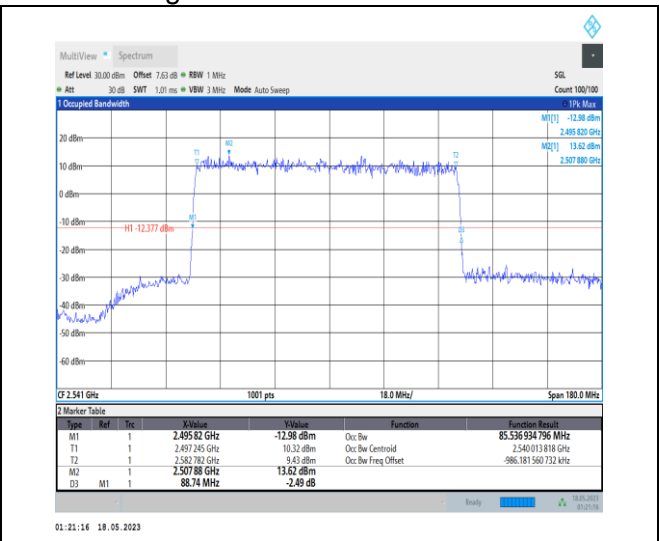 MultiView Spectrum
Ref Level 30.00 dBm Offset 7.63 dB RBW 1 MHz SGL
Att 30 dB SWT 1.01 ms VBW 3 MHz Mode Auto Sweep Count 100/100
1 Occupied Bandwidth 1Pk Max
M1[1] -12.98 dBm
2.495 820 GHz
M2[1] 13.62 dBm
2.507 880 GHz
20 dBm
M2
T1
T2
10 dBm
0 dBm
-10 dBm
M1
H1 -12.377 dBm
D3
-20 dBm
-30 dBm
-40 dBm
-50 dBm
-60 dBm
CF 2.541 GHz 1001 pts 18.0 MHz/ Span 180.0 MHz
2 Marker Table
Type Ref Trc X-Value Y-Value Function Function Result
M1 1 2.495 82 GHz -12.98 dBm Occ Bw 85.536 934 796 MHz
T1 1 2.497 245 GHz 10.32 dBm Occ Bw Centroid 2.540 013 818 GHz
T2 1 2.582 782 GHz 9.43 dBm Occ Bw Freq Offset -986.181 560 732 kHz
M2 1 2.507 88 GHz 13.62 dBm
D3 M1 1 88.74 MHz -2.49 dB
Ready 18.05.2023
01:21:16
01:21:16 18.05.2023